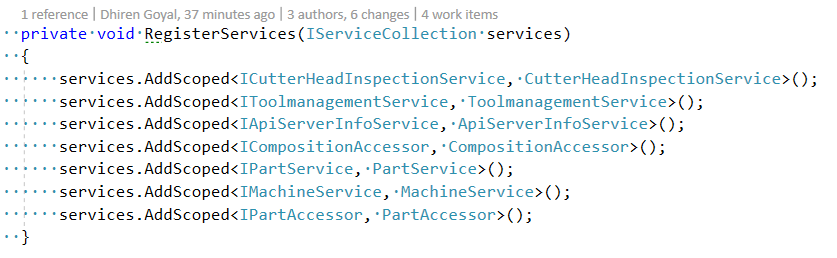 1 reference | Dhiren Goyal, 37 minutes ago | 3 authors, 6 changes | 4 work items
private void RegisterServices(IServiceCollection services)
{
services.AddScoped<ICutterHeadInspectionService, CutterHeadInspectionService>();
services.AddScoped<IToolmanagementService, ToolmanagementService>();
services.AddScoped<IApiServerInfoService, ApiServerInfoService>();
services.AddScoped<ICompositionAccessor, CompositionAccessor>();
services.AddScoped<IPartService, PartService>();
services.AddScoped<IMachineService, MachineService>();
services.AddScoped<IPartAccessor, PartAccessor>();
}